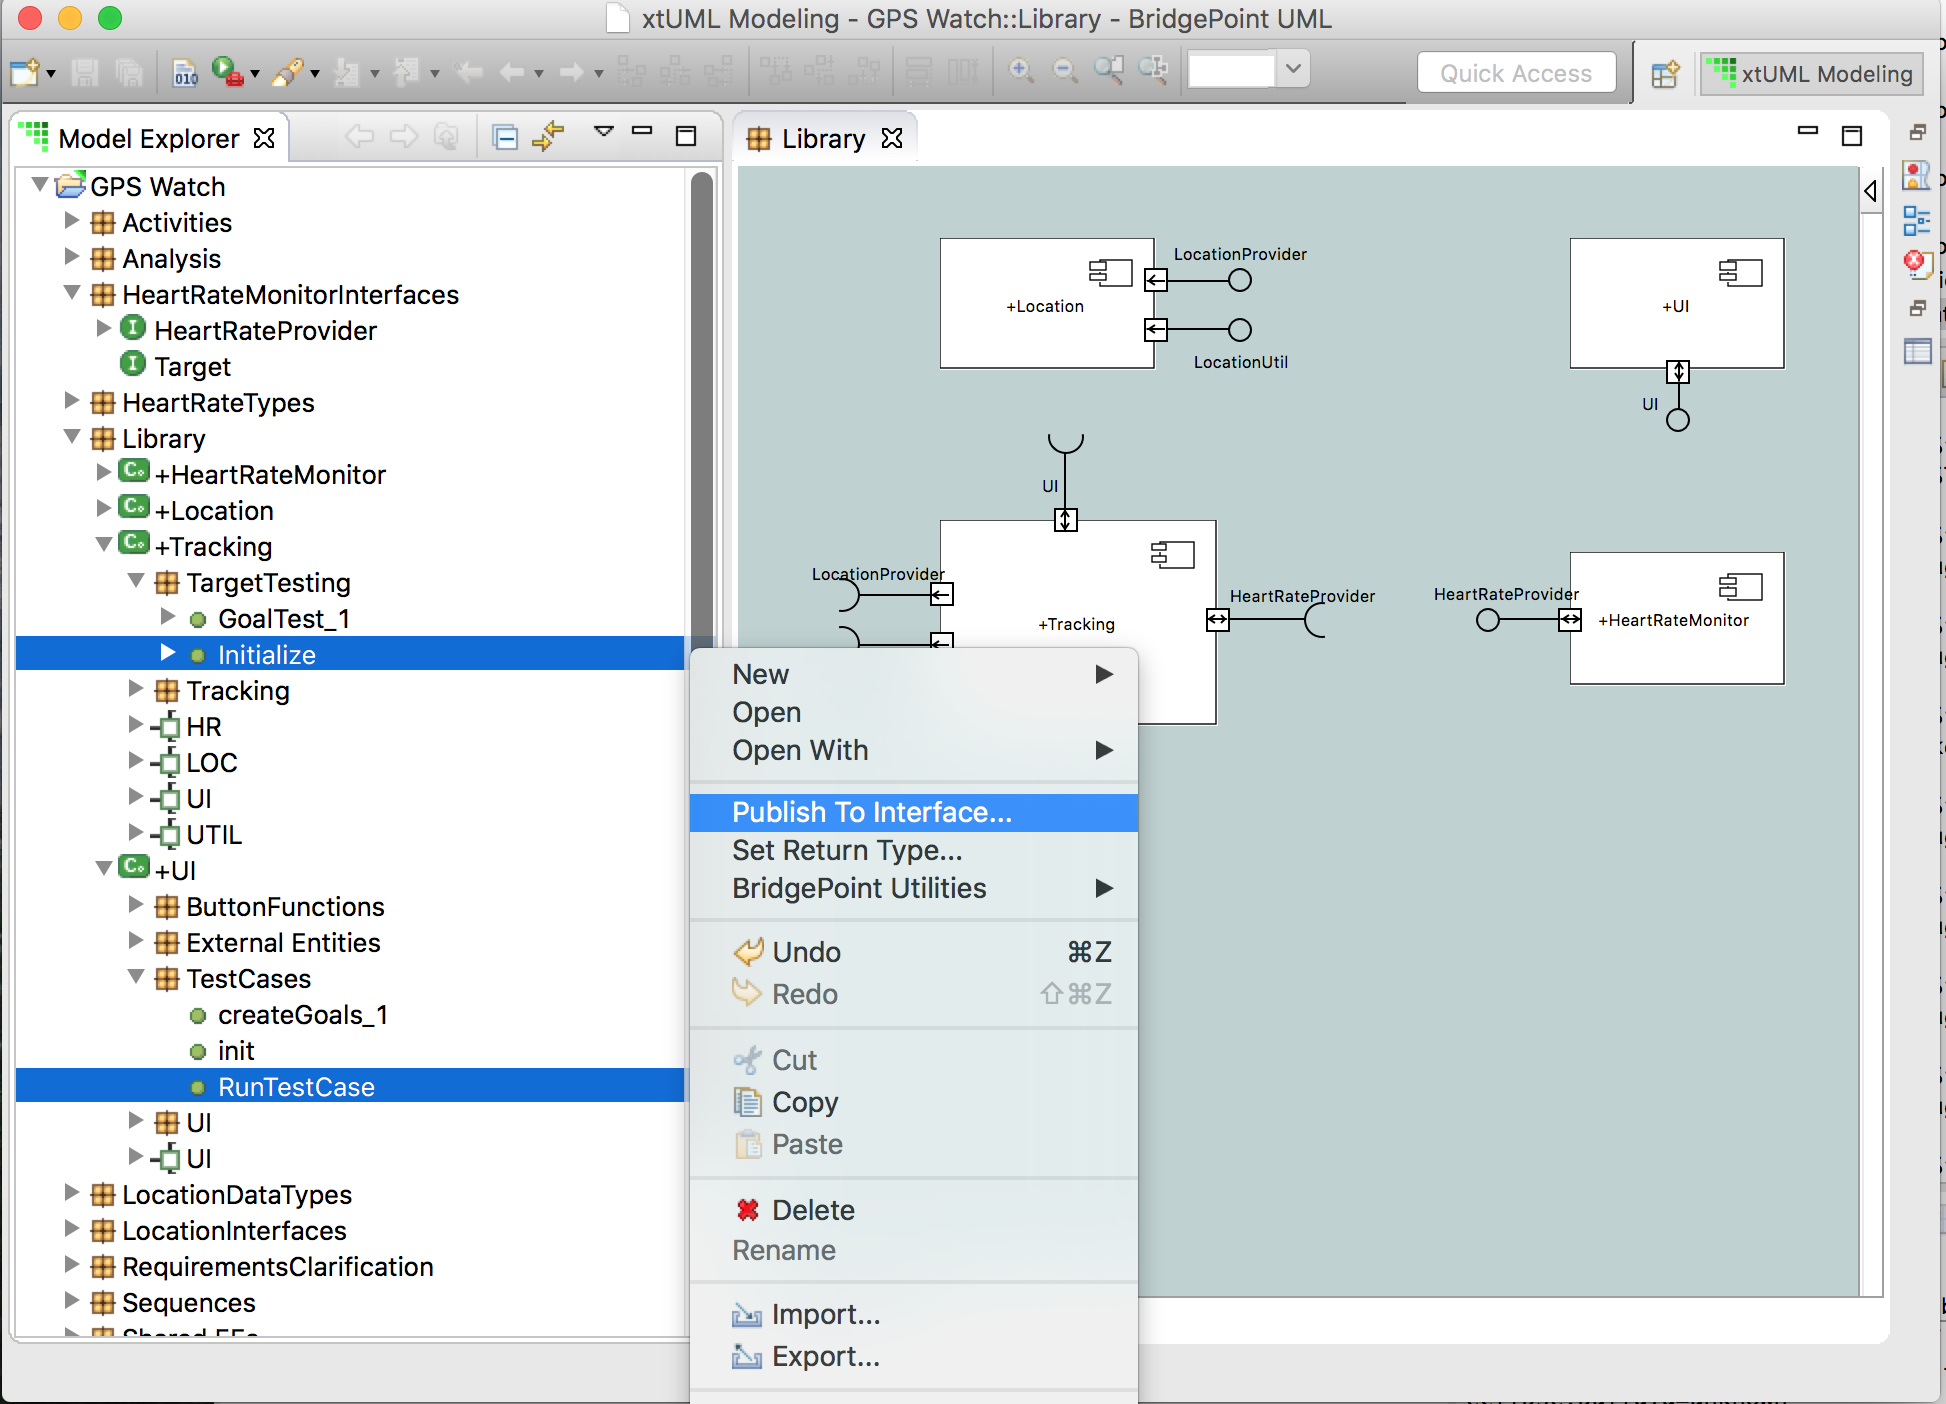 xtUML Modeling - GPS Watch::Library - BridgePoint UML
010
Quick Access
xtUML Modeling
Model Explorer
Library
GPS Watch
Activities
Analysis
HeartRateMonitorInterfaces
HeartRateProvider
Target
HeartRateTypes
Library
+HeartRateMonitor
+Location
+Tracking
TargetTesting
GoalTest_1
Initialize
Tracking
HR
LOC
UI
UTIL
+UI
ButtonFunctions
External Entities
TestCases
createGoals_1
init
RunTestCase
UI
UI
LocationDataTypes
LocationInterfaces
RequirementsClarification
Sequences
Shared EEs
LocationProvider
+Location
LocationUtil
+UI
UI
UI
LocationProvider
+Tracking
HeartRateProvider
HeartRateProvider
+HeartRateMonitor
New
Open
Open With
Publish To Interface...
Set Return Type...
BridgePoint Utilities
Undo ⌘Z
Redo ⇧⌘Z
Cut
Copy
Paste
Delete
Rename
Import...
Export...